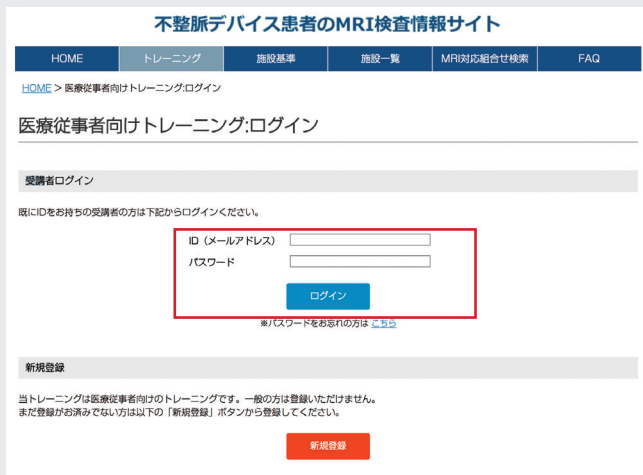 不整脈デバイス患者のMRI検査情報サイト
HOME トレーニング 施設基準 施設一覧 MRI対応組合せ検索 FAQ
HOME > 医療従事者向けトレーニング:ログイン
医療従事者向けトレーニング:ログイン
受講者ログイン
既にIDをお持ちの受講者の方は下記からログインください。
ID（メールアドレス）
パスワード
ログイン
※パスワードをお忘れの方は こちら
新規登録
当トレーニングは医療従事者向けのトレーニングです。一般の方は登録いただけません。
まだ登録がお済みでない方は以下の「新規登録」ボタンから登録してください。
新規登録